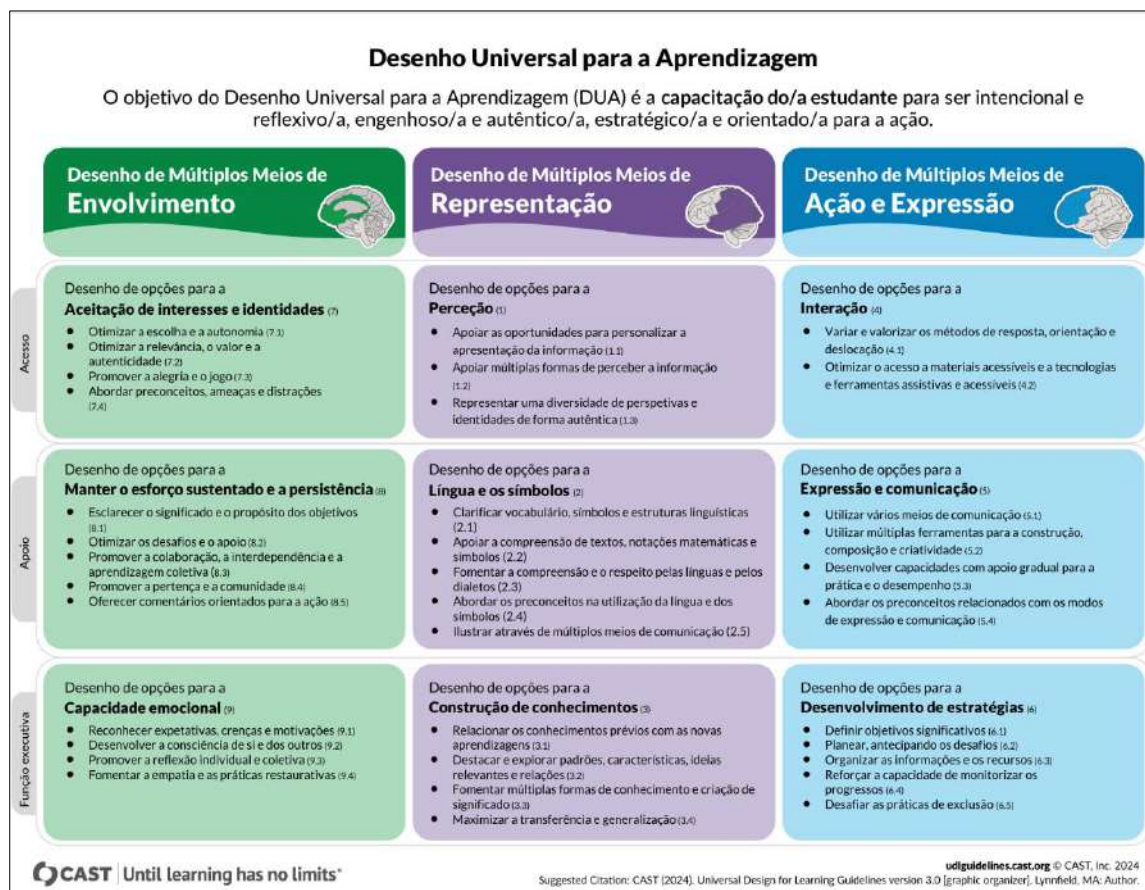 Desenho Universal para a Aprendizagem
O objetivo do Desenho Universal para a Aprendizagem (DUA) é a capacitação do/a estudante para ser intencional e
reflexivo/a, engenhoso/a e autêntico/a, estratégico/a e orientado/a para a ação.
Desenho de Múltiplos Meios de
Envolvimento
Desenho de Múltiplos Meios de
Representação
Desenho de Múltiplos Meios de
Ação e Expressão
Acesso
Desenho de opções para a
Aceitação de interesses e identidades (7)
● Otimizar a escolha e a autonomia (7.1)
● Otimizar a relevância, o valor e a
autenticidade (7.2)
● Promover a alegria e o jogo (7.3)
● Abordar preconceitos, ameaças e distrações
(7.4)
Desenho de opções para a
Perceção (1)
● Apoiar as oportunidades para personalizar a
apresentação da informação (1.1)
● Apoiar múltiplas formas de perceber a informação
(1.2)
● Representar uma diversidade de perspetivas e
identidades de forma autêntica (1.3)
Desenho de opções para a
Interação (4)
● Variar e valorizar os métodos de resposta, orientação e
deslocação (4.1)
● Otimizar o acesso a materiais acessíveis e a tecnologias
e ferramentas assistivas e acessíveis (4.2)
Apoio
Desenho de opções para a
Manter o esforço sustentado e a persistência (8)
● Esclarecer o significado e o propósito dos objetivos
(8.1)
● Otimizar os desafios e o apoio (8.2)
● Promover a colaboração, a interdependência e a
aprendizagem coletiva (8.3)
● Promover a pertença e a comunidade (8.4)
● Oferecer comentários orientados para a ação (8.5)
Desenho de opções para a
Língua e os símbolos (2)
● Clarificar vocabulário, símbolos e estruturas linguísticas
(2.1)
● Apoiar a compreensão de textos, notações matemáticas e
símbolos (2.2)
● Fomentar a compreensão e o respeito pelas línguas e pelos
dialetos (2.3)
● Abordar os preconceitos na utilização da língua e dos
símbolos (2.4)
● Ilustrar através de múltiplos meios de comunicação (2.5)
Desenho de opções para a
Expressão e comunicação (5)
● Utilizar vários meios de comunicação (5.1)
● Utilizar múltiplas ferramentas para a construção,
composição e criatividade (5.2)
● Desenvolver capacidades com apoio gradual para a
prática e o desempenho (5.3)
● Abordar os preconceitos relacionados com os modos
de expressão e comunicação (5.4)
Função executiva
Desenho de opções para a
Capacidade emocional (9)
● Reconhecer expetativas, crenças e motivações (9.1)
● Desenvolver a consciência de si e dos outros (9.2)
● Promover a reflexão individual e coletiva (9.3)
● Fomentar a empatia e as práticas restaurativas (9.4)
Desenho de opções para a
Construção de conhecimentos (3)
● Relacionar os conhecimentos prévios com as novas
aprendizagens (3.1)
● Destacar e explorar padrões, características, ideias
relevantes e relações (3.2)
● Fomentar múltiplas formas de conhecimento e criação de
significado (3.3)
● Maximizar a transferência e generalização (3.4)
Desenho de opções para a
Desenvolvimento de estratégias (6)
● Definir objetivos significativos (6.1)
● Planear, antecipando os desafios (6.2)
● Organizar as informações e os recursos (6.3)
● Reforçar a capacidade de monitorizar os
progressos (6.4)
● Desafiar as práticas de exclusão (6.5)
CAST | Until learning has no limits®
udlguidelines.cast.org © CAST, Inc. 2024
Suggested Citation: CAST (2024). Universal Design for Learning Guidelines version 3.0 [graphic organizer]. Lynnfield, MA: Author.